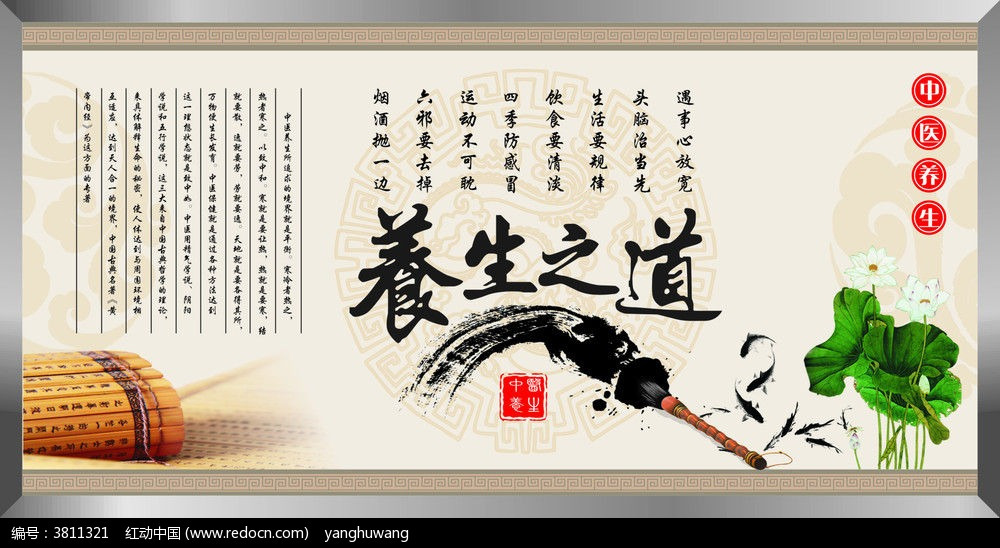 中医养生
遇事心放宽
头脑治当先
生活要规律
饮食要清淡
四季防感冒
运动不可耽
六邪要去掉
烟酒抛一边
養生之道
中醫
養生
中医养生所追求的境界就是平衡。寒冷者热之，
热者寒之。以致中和。寒就是要让热，热就是要寒，结
就要散，逸就要劳，劳就要逸。天地就是要各得其所，
万物便生长发育。中医保健就是通过各种方法达到
这一理想状态就是致中如。中医用精气学说、阴阳
学说和五行学说，这三大来自中国古典哲学的理论，
来具体解释生命的秘密，使人体达到与周围环境相
互适应，达到天人合一的境界，中国古典名著《黄
帝内经》为这方面的专著
编号：3811321 红动中国 (www.redocn.com) yanghuwang